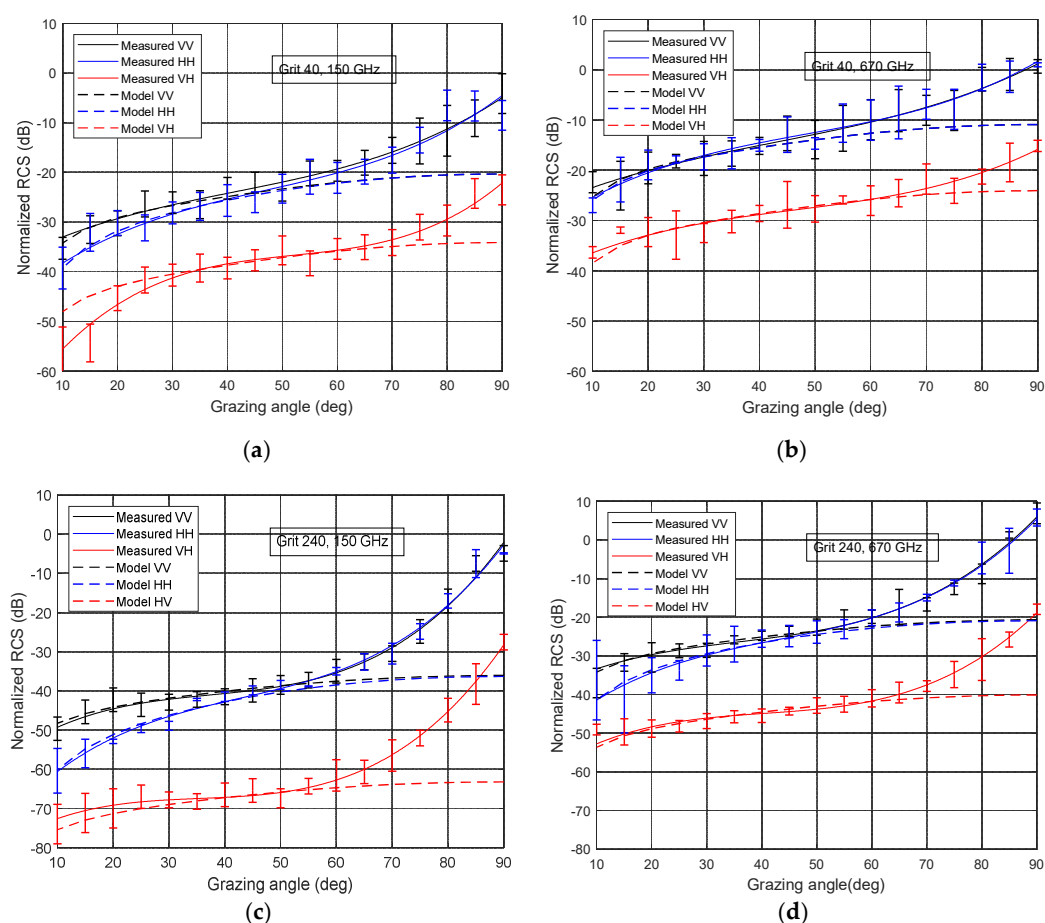 10
0
-10
-20
-30
-40
-50
-60
Normalized RCS (dB)
Measured VV
Measured HH
Measured VH
Model VV
Model HH
Model VH
Grit 40, 150 GHz
10 20 30 40 50 60 70 80 90
Grazing angle (deg)
(a)
10
0
-10
-20
-30
-40
-50
-60
Normalized RCS (dB)
Measured VV
Measured HH
Measured VH
Model VV
Model HH
Model VH
Grit 40, 670 GHz
10 20 30 40 50 60 70 80 90
Grazing angle (deg)
(b)
10
0
-10
-20
-30
-40
-50
-60
-70
-80
Normalized RCS (dB)
Measured VV
Measured HH
Measured VH
Model VV
Model HH
Model HV
Grit 240, 150 GHz
10 20 30 40 50 60 70 80 90
Grazing angle (deg)
(c)
10
0
-10
-20
-30
-40
-50
-60
-70
-80
Normalized RCS (dB)
Measured VV
Measured HH
Measured VH
Model VV
Model HH
Model HV
Grit 240, 670 GHz
10 20 30 40 50 60 70 80 90
Grazing angle(deg)
(d)